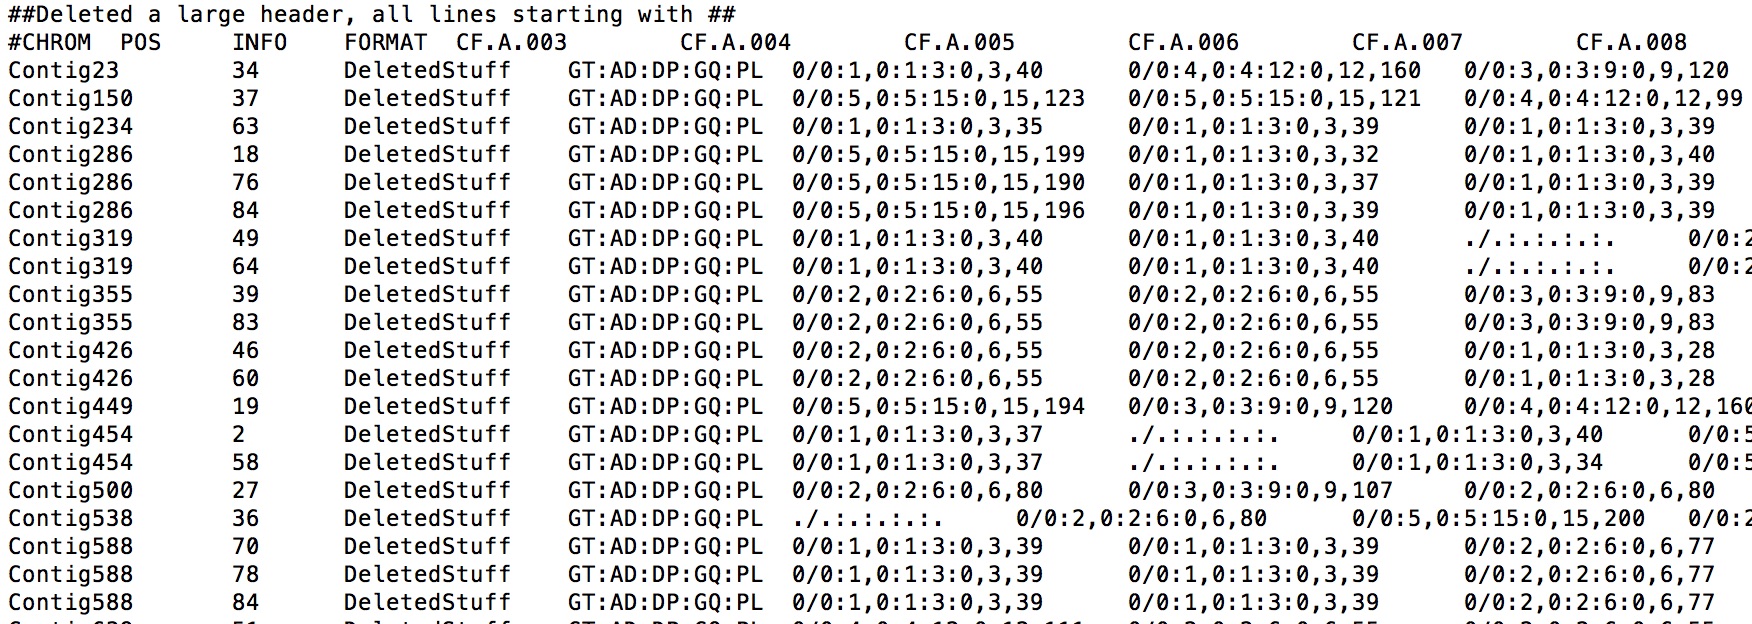 ##Deleted a large header, all lines starting with ##
#CHROM POS INFO FORMAT CF.A.003 CF.A.004 CF.A.005 CF.A.006 CF.A.007 CF.A.008
Contig23 34 DeletedStuff GT:AD:DP:GQ:PL 0/0:1,0:1:3:0,3,40 0/0:4,0:4:12:0,12,160 0/0:3,0:3:9:0,9,120
Contig150 37 DeletedStuff GT:AD:DP:GQ:PL 0/0:5,0:5:15:0,15,123 0/0:5,0:5:15:0,15,121 0/0:4,0:4:12:0,12,99
Contig234 63 DeletedStuff GT:AD:DP:GQ:PL 0/0:1,0:1:3:0,3,35 0/0:1,0:1:3:0,3,39 0/0:1,0:1:3:0,3,39
Contig286 18 DeletedStuff GT:AD:DP:GQ:PL 0/0:5,0:5:15:0,15,199 0/0:1,0:1:3:0,3,32 0/0:1,0:1:3:0,3,40
Contig286 76 DeletedStuff GT:AD:DP:GQ:PL 0/0:5,0:5:15:0,15,190 0/0:1,0:1:3:0,3,37 0/0:1,0:1:3:0,3,39
Contig286 84 DeletedStuff GT:AD:DP:GQ:PL 0/0:5,0:5:15:0,15,196 0/0:1,0:1:3:0,3,39 0/0:1,0:1:3:0,3,39
Contig319 49 DeletedStuff GT:AD:DP:GQ:PL 0/0:1,0:1:3:0,3,40 0/0:1,0:1:3:0,3,40 ./.:.:.:.:. 0/0:2
Contig319 64 DeletedStuff GT:AD:DP:GQ:PL 0/0:1,0:1:3:0,3,40 0/0:1,0:1:3:0,3,40 ./.:.:.:.:. 0/0:2
Contig355 39 DeletedStuff GT:AD:DP:GQ:PL 0/0:2,0:2:6:0,6,55 0/0:2,0:2:6:0,6,55 0/0:3,0:3:9:0,9,83
Contig355 83 DeletedStuff GT:AD:DP:GQ:PL 0/0:2,0:2:6:0,6,55 0/0:2,0:2:6:0,6,55 0/0:3,0:3:9:0,9,83
Contig426 46 DeletedStuff GT:AD:DP:GQ:PL 0/0:2,0:2:6:0,6,55 0/0:2,0:2:6:0,6,55 0/0:1,0:1:3:0,3,28
Contig426 60 DeletedStuff GT:AD:DP:GQ:PL 0/0:2,0:2:6:0,6,55 0/0:2,0:2:6:0,6,55 0/0:1,0:1:3:0,3,28
Contig449 19 DeletedStuff GT:AD:DP:GQ:PL 0/0:5,0:5:15:0,15,194 0/0:3,0:3:9:0,9,120 0/0:4,0:4:12:0,12,160
Contig454 2 DeletedStuff GT:AD:DP:GQ:PL 0/0:1,0:1:3:0,3,37 ./.:.:.:.:. 0/0:1,0:1:3:0,3,40 0/0:5
Contig454 58 DeletedStuff GT:AD:DP:GQ:PL 0/0:1,0:1:3:0,3,37 ./.:.:.:.:. 0/0:1,0:1:3:0,3,34 0/0:5
Contig500 27 DeletedStuff GT:AD:DP:GQ:PL 0/0:2,0:2:6:0,6,80 0/0:3,0:3:9:0,9,107 0/0:2,0:2:6:0,6,80
Contig538 36 DeletedStuff GT:AD:DP:GQ:PL ./.:.:.:.:. 0/0:2,0:2:6:0,6,80 0/0:5,0:5:15:0,15,200 0/0:2
Contig588 70 DeletedStuff GT:AD:DP:GQ:PL 0/0:1,0:1:3:0,3,39 0/0:1,0:1:3:0,3,39 0/0:2,0:2:6:0,6,77
Contig588 78 DeletedStuff GT:AD:DP:GQ:PL 0/0:1,0:1:3:0,3,39 0/0:1,0:1:3:0,3,39 0/0:2,0:2:6:0,6,77
Contig588 84 DeletedStuff GT:AD:DP:GQ:PL 0/0:1,0:1:3:0,3,39 0/0:1,0:1:3:0,3,39 0/0:2,0:2:6:0,6,77